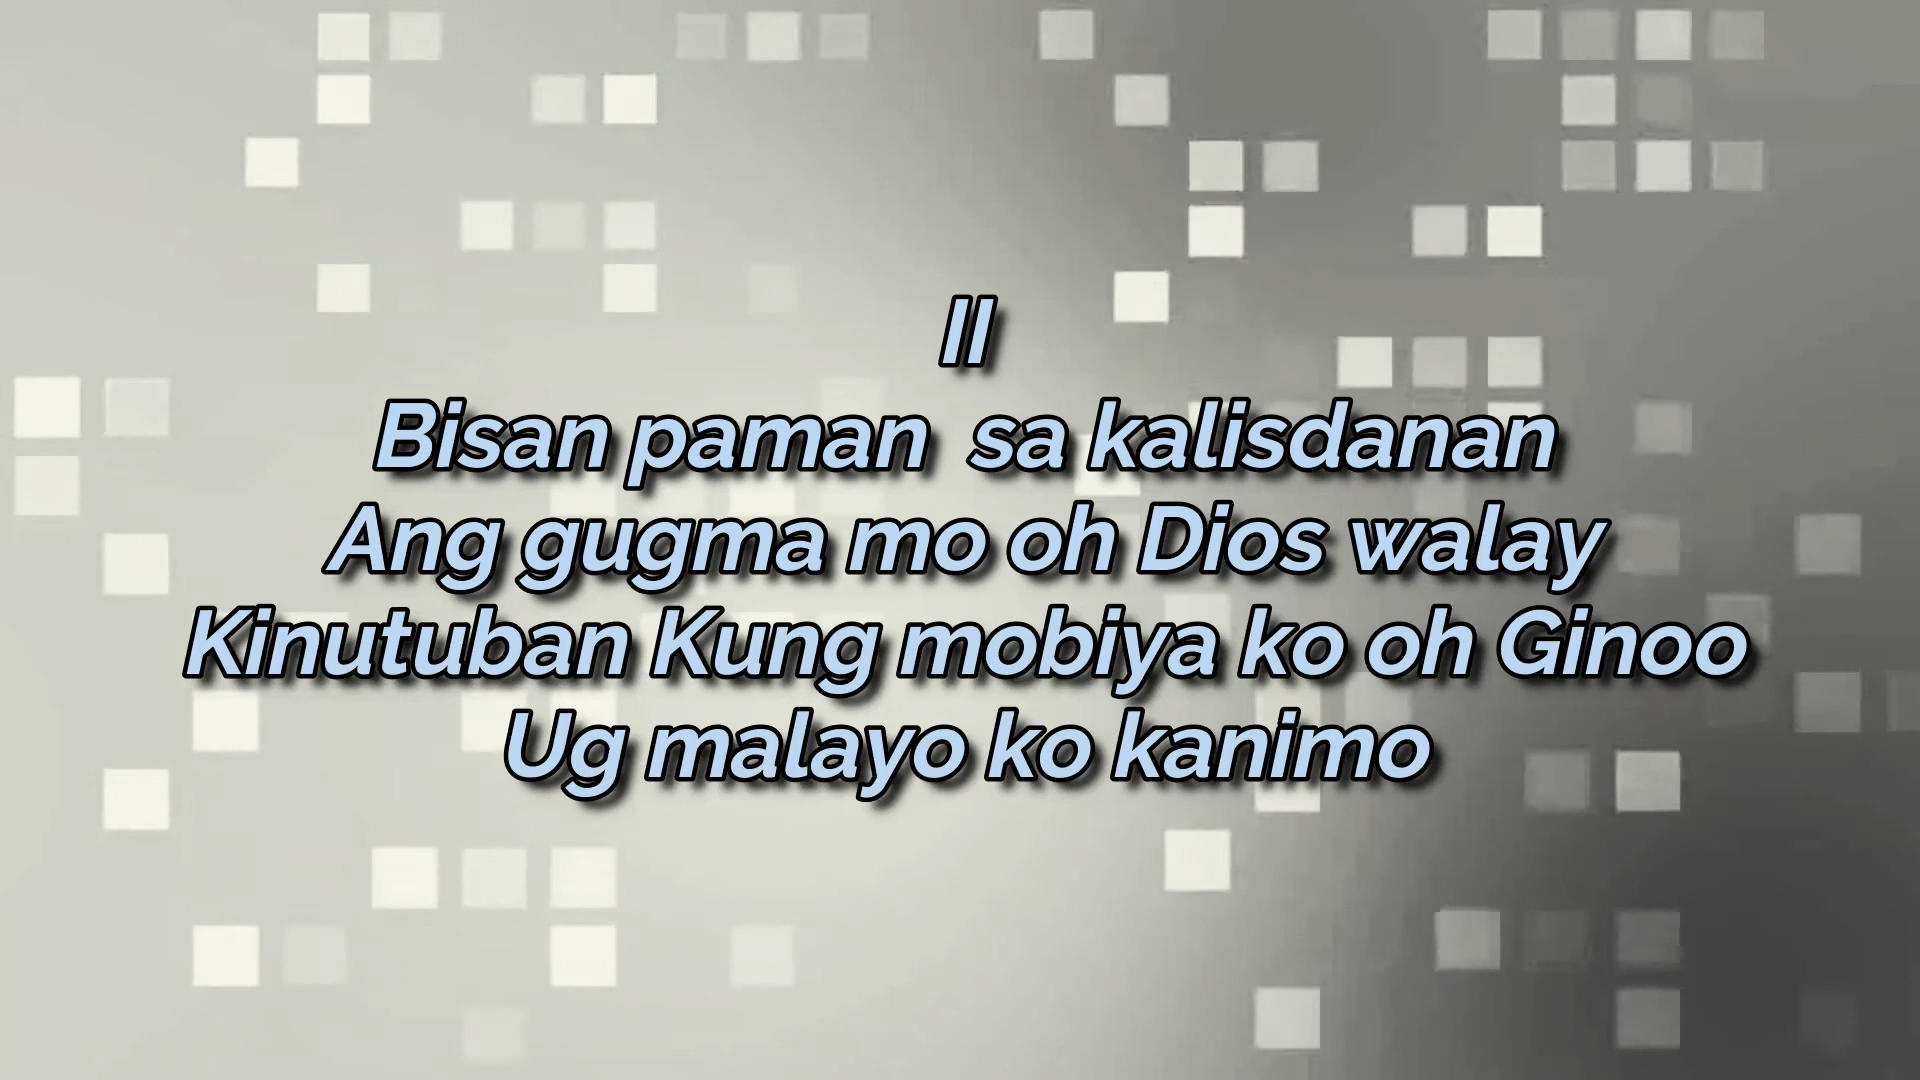 II
Bisan paman  sa kalisdanan
Ang gugma mo oh Dios walay
Kinutuban Kung mobiya ko oh Ginoo
Ug malayo ko kanimo